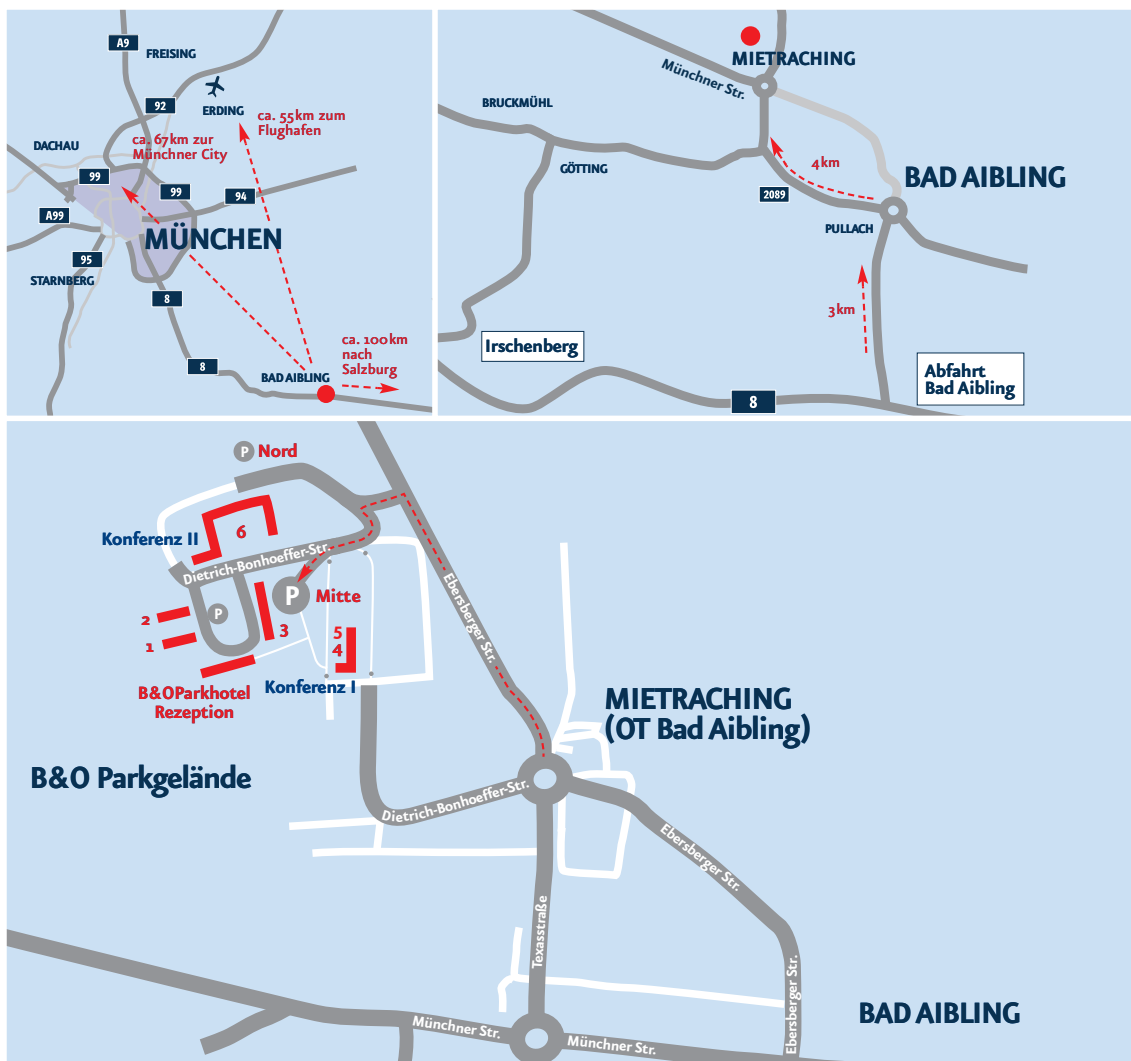 A9
FREISING
92
ERDING
ca. 55km zum
Flughafen
DACHAU
ca. 67km zur
Münchner City
99
99
94
A99
MÜNCHEN
95
STARNBERG
8
8
ca. 100km
nach
Salzburg
BAD AIBLING
MIETRACHING
Münchner Str.
BRUCKMÜHL
GÖTTING
4km
2089
BAD AIBLING
PULLACH
3km
Irschenberg
Abfahrt
Bad Aibling
8
P Nord
Konferenz II
6
Dietrich-Bonhoeffer-Str.
P Mitte
P
2
1
3
5
4
B&OParkhotel
Rezeption
Konferenz I
Ebersberger Str.
MIETRACHING
(OT Bad Aibling)
B&O Parkgelände
Dietrich-Bonhoeffer-Str.
Ebersberger Str.
Texasstraße
Ebersberger Str.
BAD AIBLING
Münchner Str.
Münchner Str.